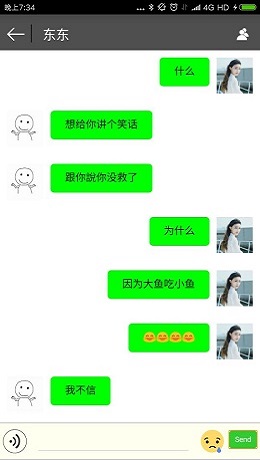 晚上7:34
... 4G HD
东东
什么
想给你讲个笑话
跟你說你没救了
为什么
因为大鱼吃小鱼
😊😊😊😊
我不信
Send